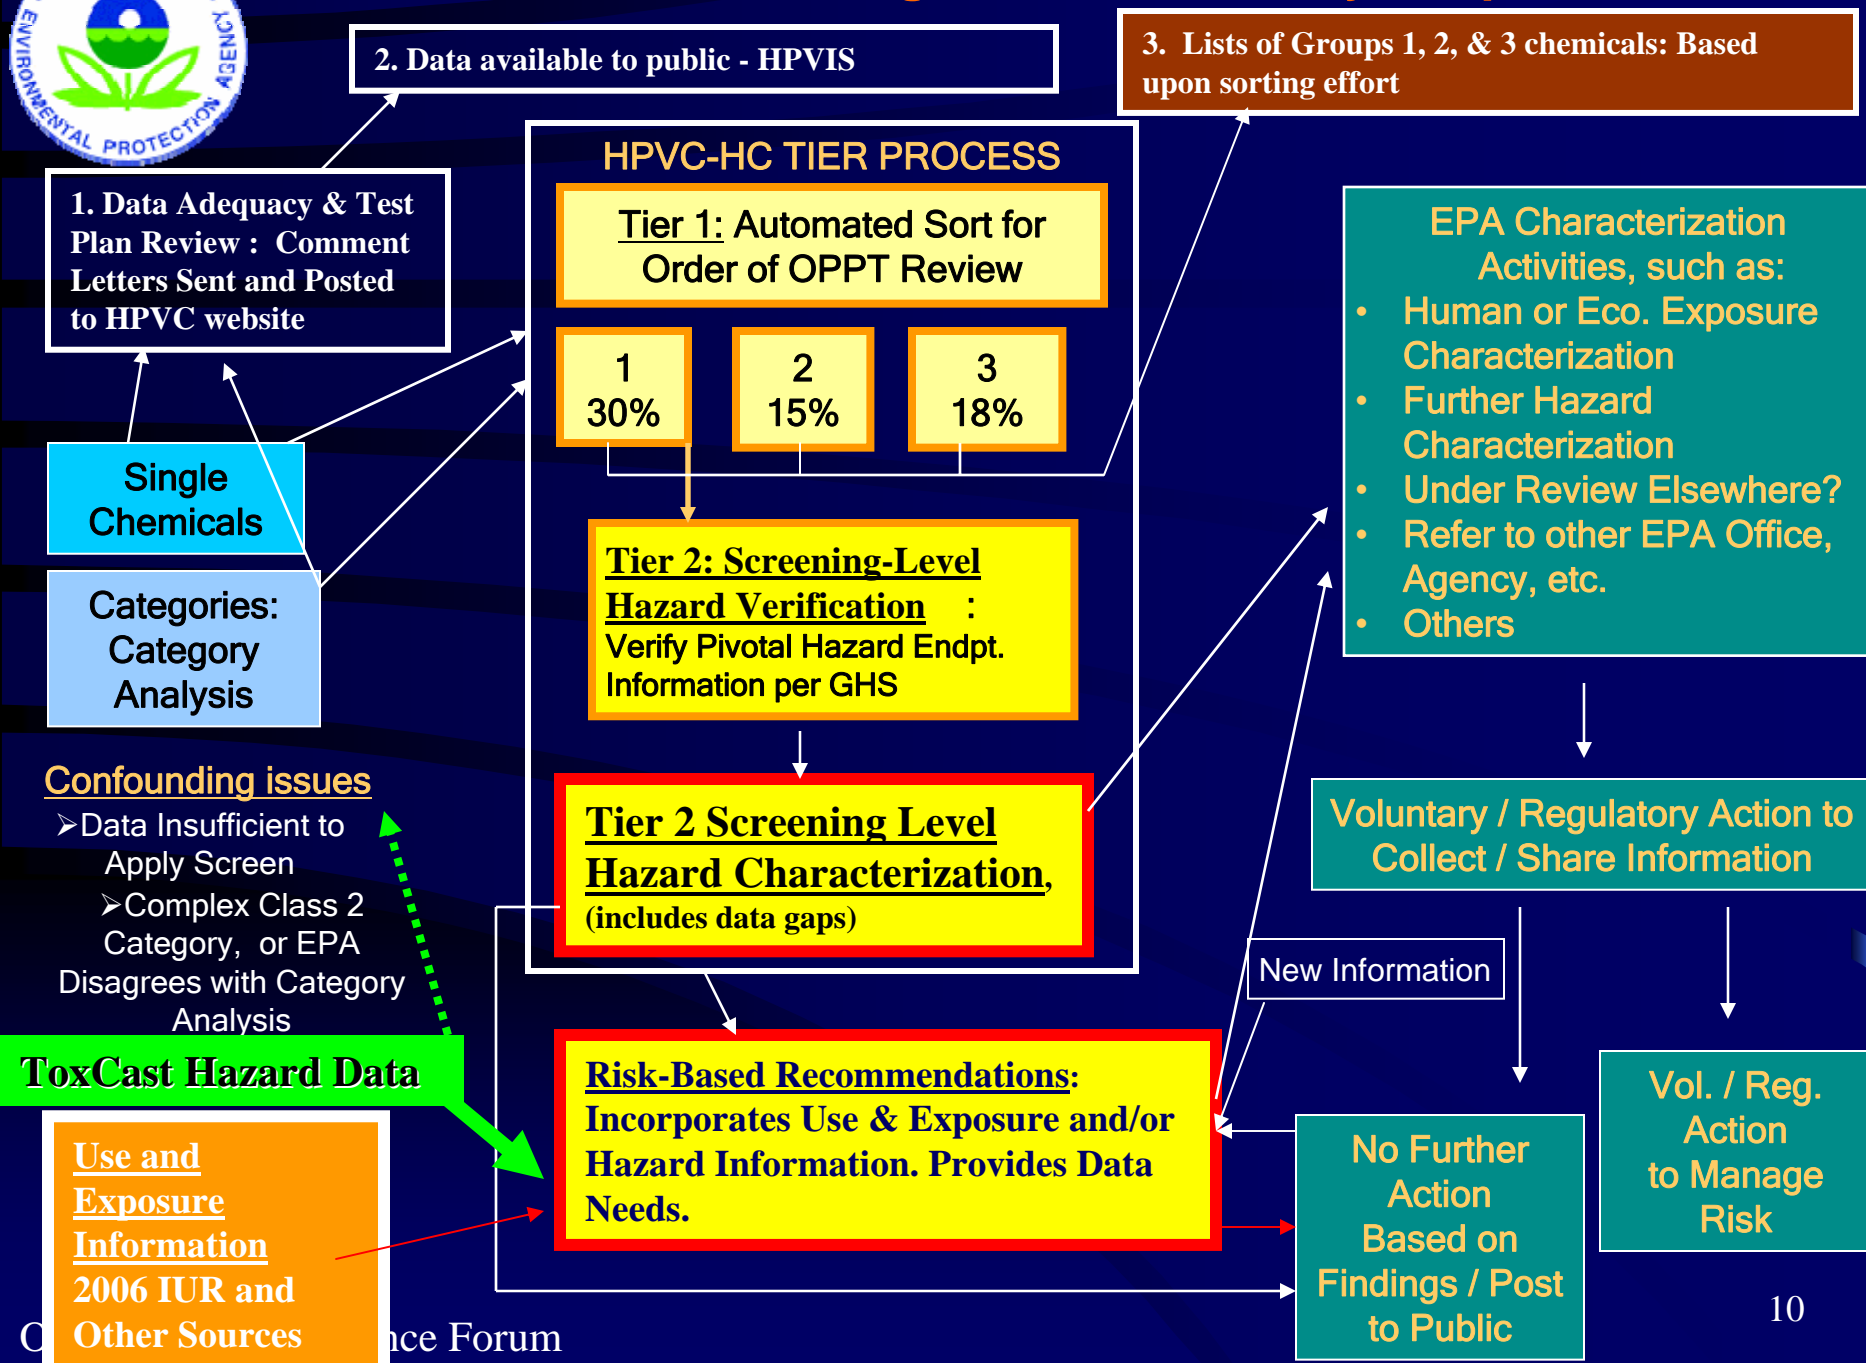 ENVIRONMENTAL PROTECTION AGENCY
2. Data available to public - HPVIS
3. Lists of Groups 1, 2, & 3 chemicals: Based
upon sorting effort
1. Data Adequacy & Test
Plan Review : Comment
Letters Sent and Posted
to HPVC website
HPVC-HC TIER PROCESS
Tier 1: Automated Sort for
Order of OPPT Review
1
30%
2
15%
3
18%
Single
Chemicals
Categories:
Category
Analysis
Tier 2: Screening-Level
Hazard Verification :
Verify Pivotal Hazard Endpt.
Information per GHS
Tier 2 Screening Level
Hazard Characterization,
(includes data gaps)
EPA Characterization
Activities, such as:
• Human or Eco. Exposure
Characterization
• Further Hazard
Characterization
• Under Review Elsewhere?
• Refer to other EPA Office,
Agency, etc.
• Others
Voluntary / Regulatory Action to
Collect / Share Information
Confounding issues
➢Data Insufficient to
Apply Screen
➢Complex Class 2
Category, or EPA
Disagrees with Category
Analysis
ToxCast Hazard Data
New Information
Risk-Based Recommendations:
Incorporates Use & Exposure and/or
Hazard Information. Provides Data
Needs.
Use and
Exposure
Information
2006 IUR and
Other Sources
No Further
Action
Based on
Findings / Post
to Public
Vol. / Reg.
Action
to Manage
Risk
Forum
10